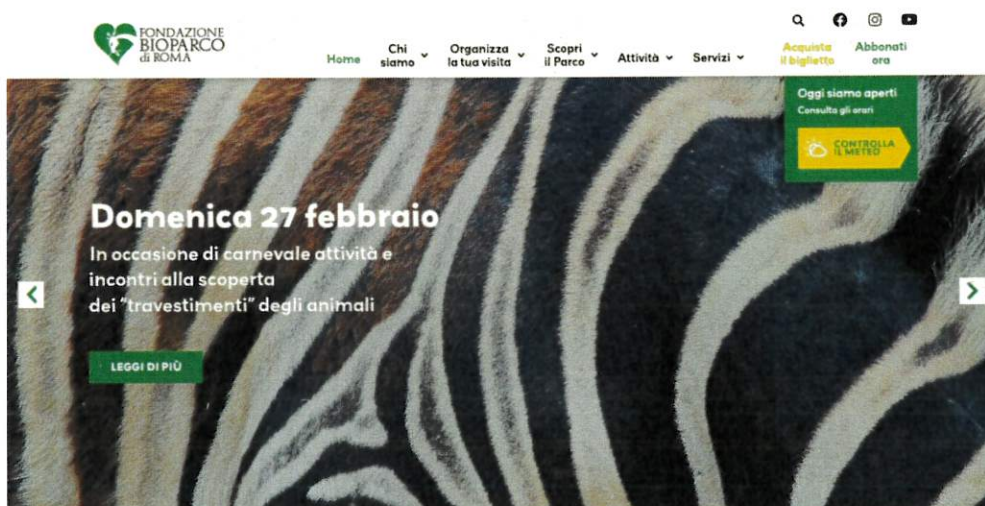 FONDAZIONE
BIOPARCO
di ROMA
Home
Chi
siamo
Organizza
la tua visita
Scopri
il Parco
Attività
Servizi
Acquista
il biglietto
Abbonati
ora
Oggi siamo aperti
Consulta gli orari
CONTROLLA
IL METEO
Domenica 27 febbraio
In occasione di carnevale attività e
incontri alla scoperta
dei "travestimenti" degli animali
LEGGI DI PIÙ